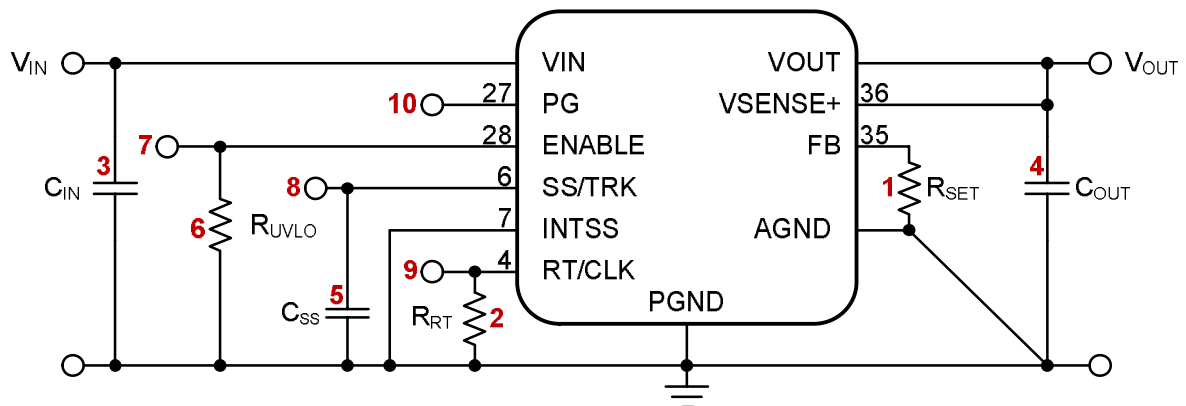 VIN VIN VOUT VOUT
10 27 PG VSENSE+ 36
7 28 ENABLE FB 35
3 CIN 8 6 SS/TRK 1 RSET 4 COUT
6 RUVLO 7 INTSS AGND
9 4 RT/CLK
5 CSS RRT 2 PGND